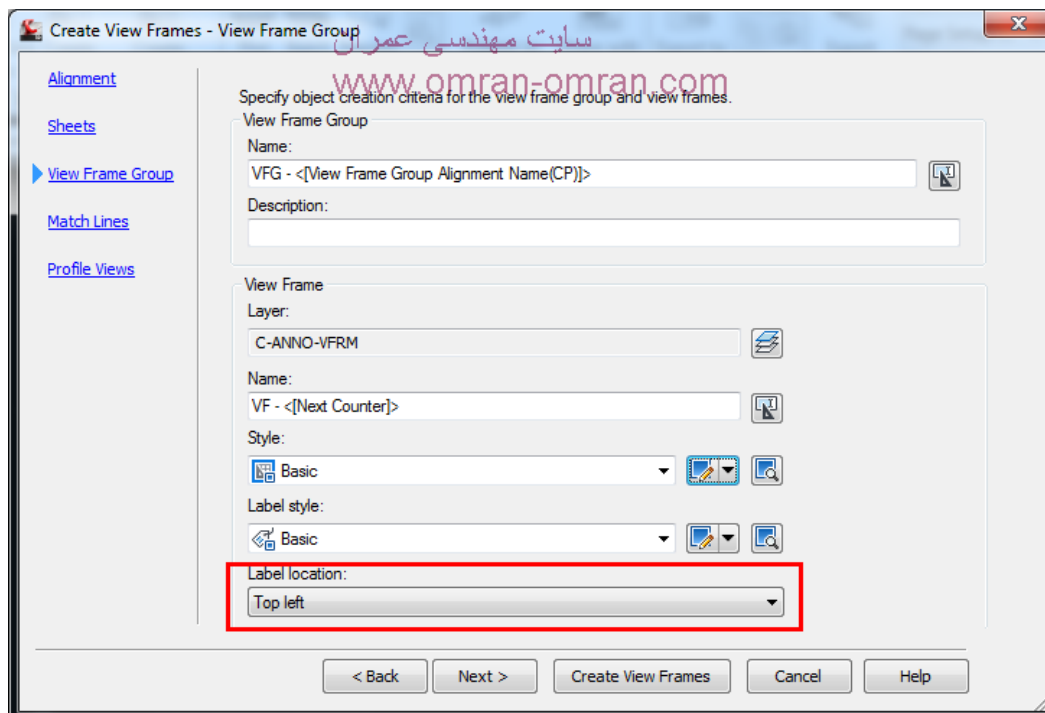 Create View Frames - View Frame Group
سایت مهندسی عمران
www.omran-omran.com
Alignment
Sheets
View Frame Group
Match Lines
Profile Views
Specify object creation criteria for the view frame group and view frames.
View Frame Group
Name:
VFG - <[View Frame Group Alignment Name(CP)]>
Description:
View Frame
Layer:
C-ANNO-VFRM
Name:
VF - <[Next Counter]>
Style:
Basic
Label style:
Basic
Label location:
Top left
< Back Next > Create View Frames Cancel Help